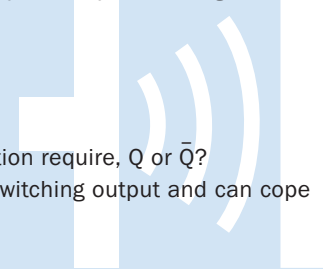 tion require, Q or Q̄?
witching output and can cope